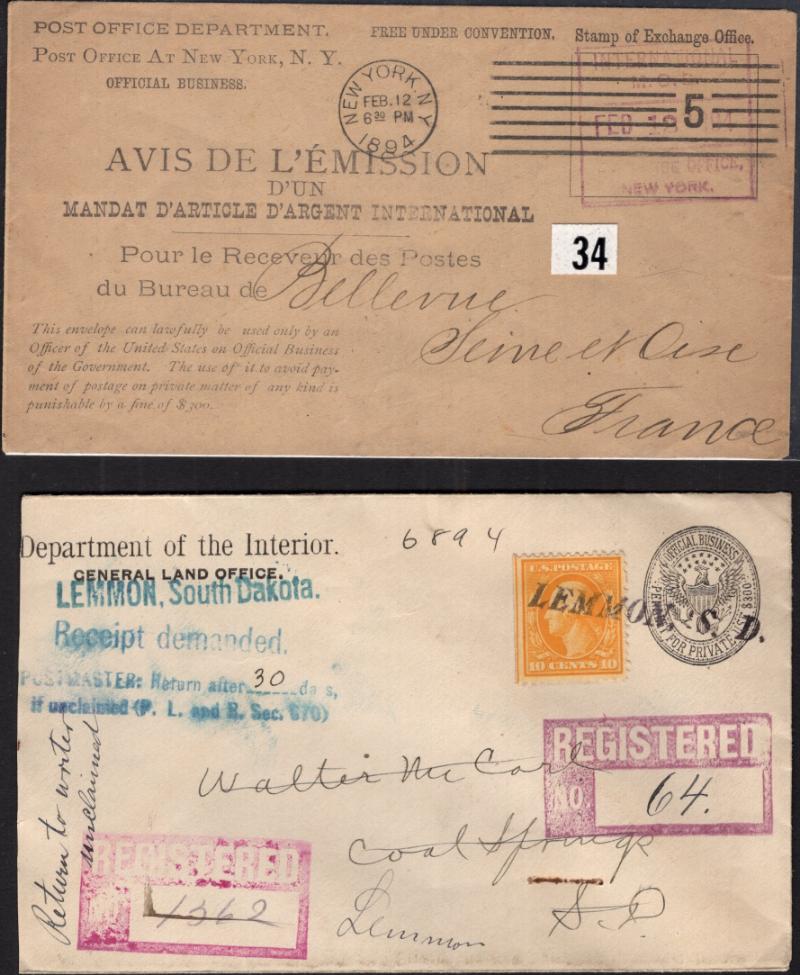 POST OFFICE DEPARTMENT.
POST OFFICE AT NEW YORK, N. Y.
OFFICIAL BUSINESS.
FREE UNDER CONVENTION.
Stamp of Exchange Office.
NEW YORK, N.Y.
FEB. 12
6 30 PM
1894
5
INTERNATIONAL
M.O.B.
FEB 12
OFFICE,
NEW YORK.
AVIS DE L'ÉMISSION
D'UN
MANDAT D'ARTICLE D'ARGENT INTERNATIONAL
Pour le Receveur des Postes
du Bureau de Bellevue
Seine et Oise
France
34
This envelope can lawfully be used only by an
Officer of the United States on Official Business
of the Government. The use of it to avoid pay-
ment of postage on private matter of any kind is
punishable by a fine of $300.
Department of the Interior.
GENERAL LAND OFFICE.
LEMMON, South Dakota.
Receipt demanded.
POSTMASTER: Return after 30 days,
if unclaimed (P. L. and R. Sec. 670)
6894
U.S. POSTAGE
10 CENTS 10
LEMMON, S. D.
OFFICIAL BUSINESS
PENALTY FOR PRIVATE USE $300
REGISTERED
NO. 64.
Walter McCarl
Coal Springs
S.D
Lemmon
Return to writer
unclaimed
REGISTERED
NO. 1362